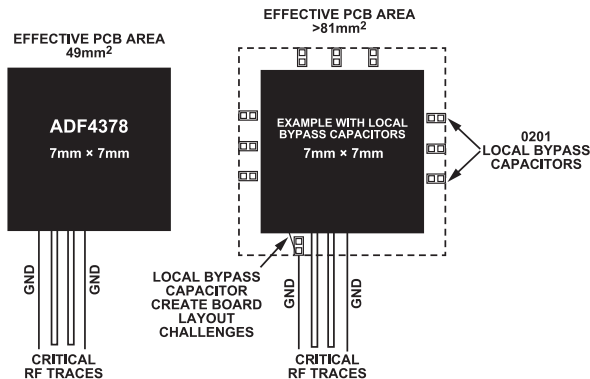 EFFECTIVE PCB AREA
49mm²
ADF4378
7mm × 7mm
GND
GND
CRITICAL
RF TRACES
EFFECTIVE PCB AREA
>81mm²
EXAMPLE WITH LOCAL
BYPASS CAPACITORS
7mm × 7mm
0201
LOCAL BYPASS
CAPACITORS
LOCAL BYPASS
CAPACITOR
CREATE BOARD
LAYOUT
CHALLENGES
GND
GND
CRITICAL
RF TRACES